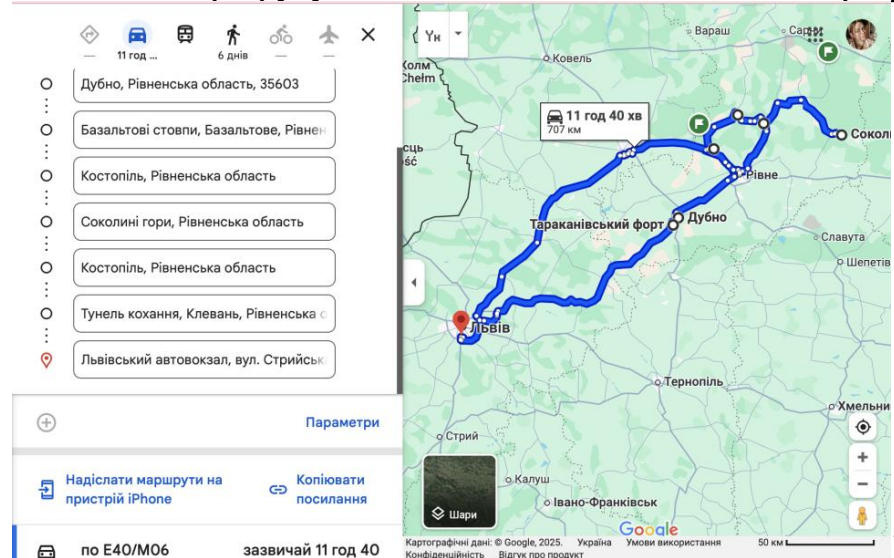 11 год ...
6 днів
Дубно, Рівненська область, 35603
Базальтові стовпи, Базальтове, Рівнен
Костопіль, Рівненська область
Соколині гори, Рівненська область
Костопіль, Рівненська область
Тунель кохання, Клевань, Рівненська о
Львівський автовокзал, вул. Стрийськ
Параметри
Надіслати маршрути на
пристрій iPhone
Копіювати
посилання
по E40/M06
зазвичай 11 год 40
Ун
Вараш
Ковель
Холм
Chełm
11 год 40 хв
707 км
Соколи
Рівне
Дубно
Тараканівський форт
Славута
Шепетів
Львів
Тернопіль
Хмельни
Стрий
Калуш
Івано-Франківськ
Шари
Google
Картографічні дані: © Google, 2025.
Україна
Умови використання
50 км
Конфіденційність
Відгук про продукт